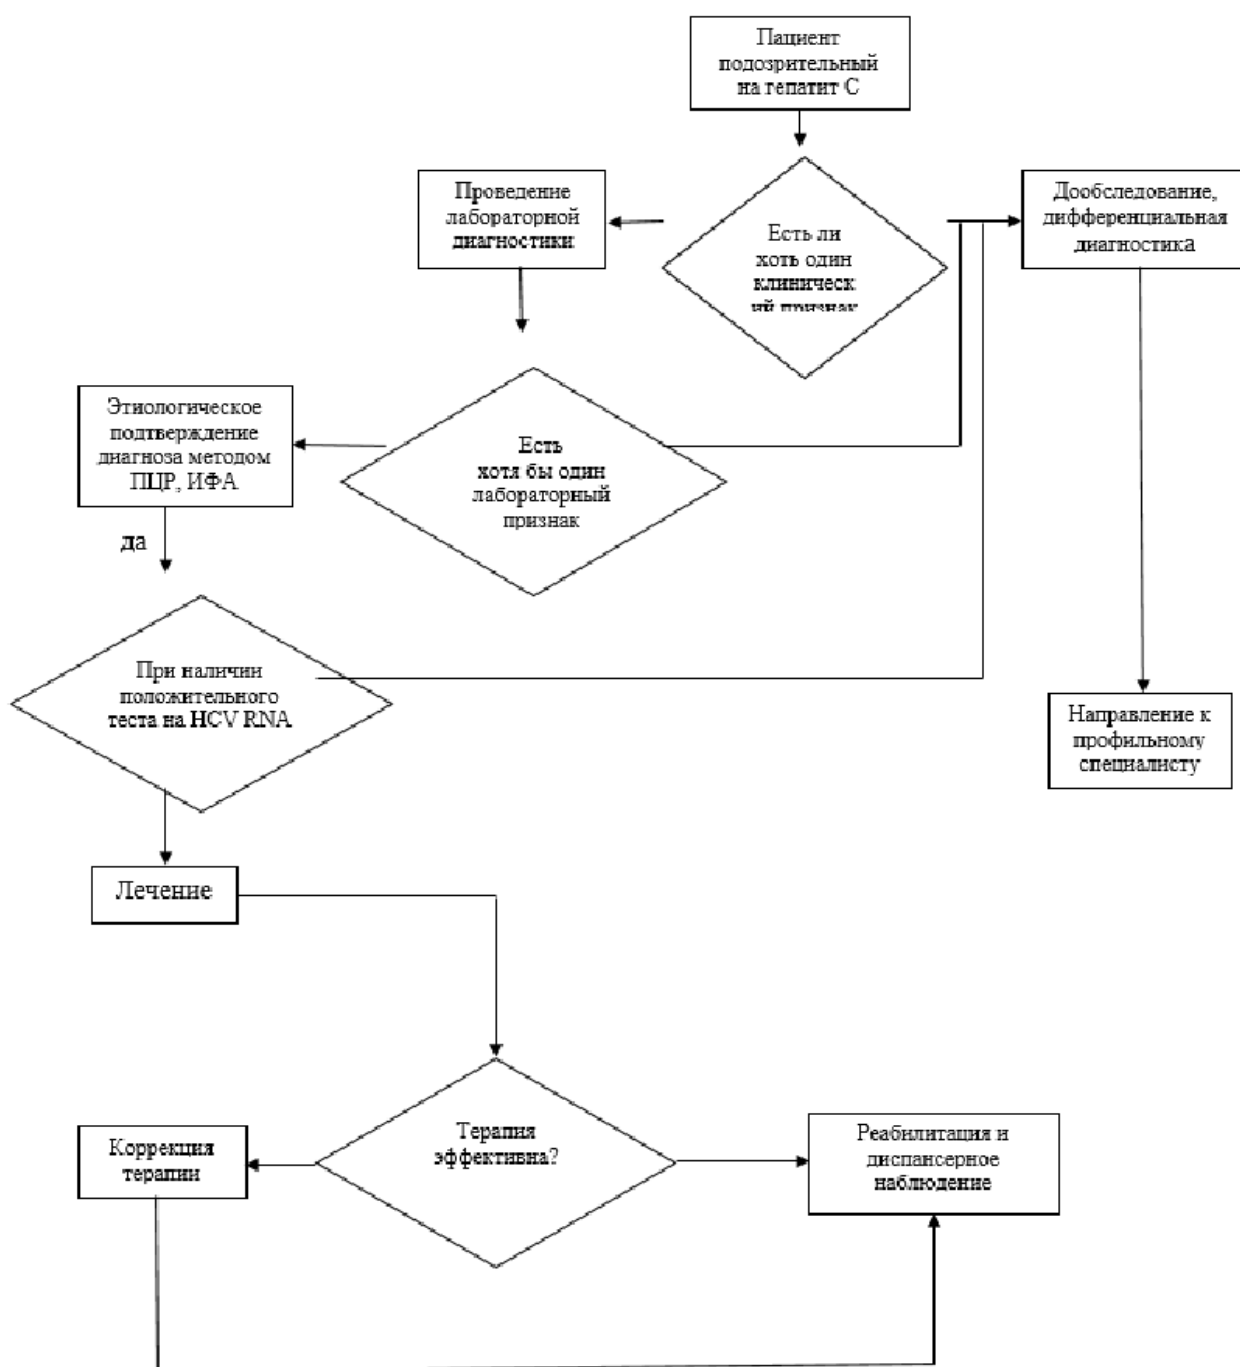 Пациент
подозрительный
на гепатит С
Проведение
лабораторной
диагностики
Есть ли
хоть один
клиническ
ий признак
Дообследование,
дифференциальная
диагностика
Этиологическое
подтверждение
диагноза методом
ПЦР, ИФА
Есть
хотя бы один
лабораторный
признак
да
При наличии
положительного
теста на HCV RNA
Направление к
профильному
специалисту
Лечение
Терапия
эффективна?
Коррекция
терапии
Реабилитация и
диспансерное
наблюдение